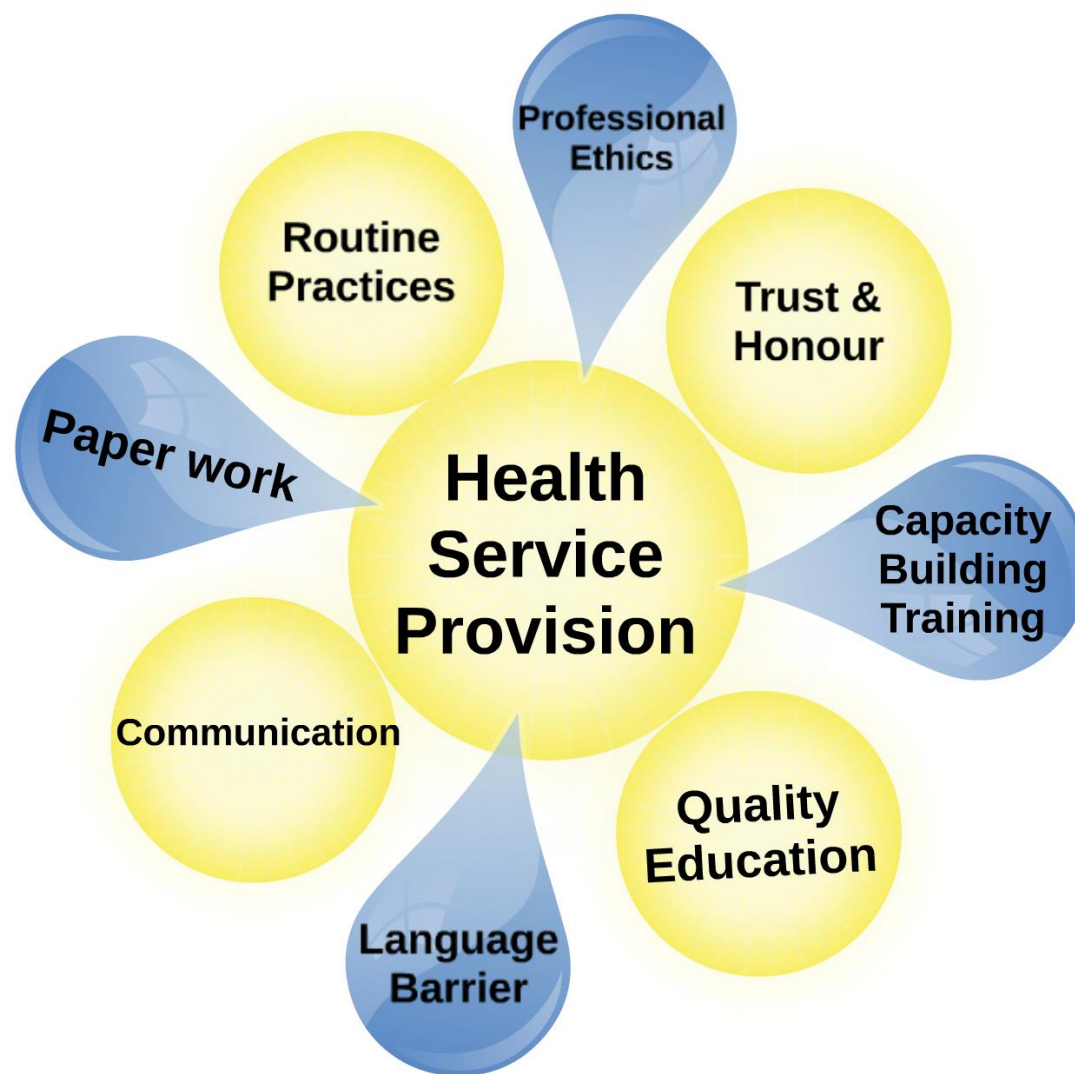 Professional
Ethics
Routine
Practices
Trust &
Honour
Paper work
Health
Service
Provision
Capacity
Building
Training
Communication
Quality
Education
Language
Barrier